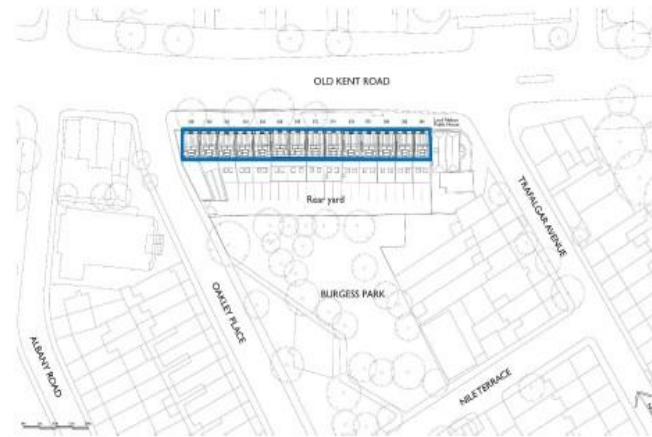 OLD KENT ROAD
Lord Nelson
Public House
Rear yard
TRAFALGAR AVENUE
OAKLEY PLACE
BURGESS PARK
ALBANY ROAD
NILE TERRACE